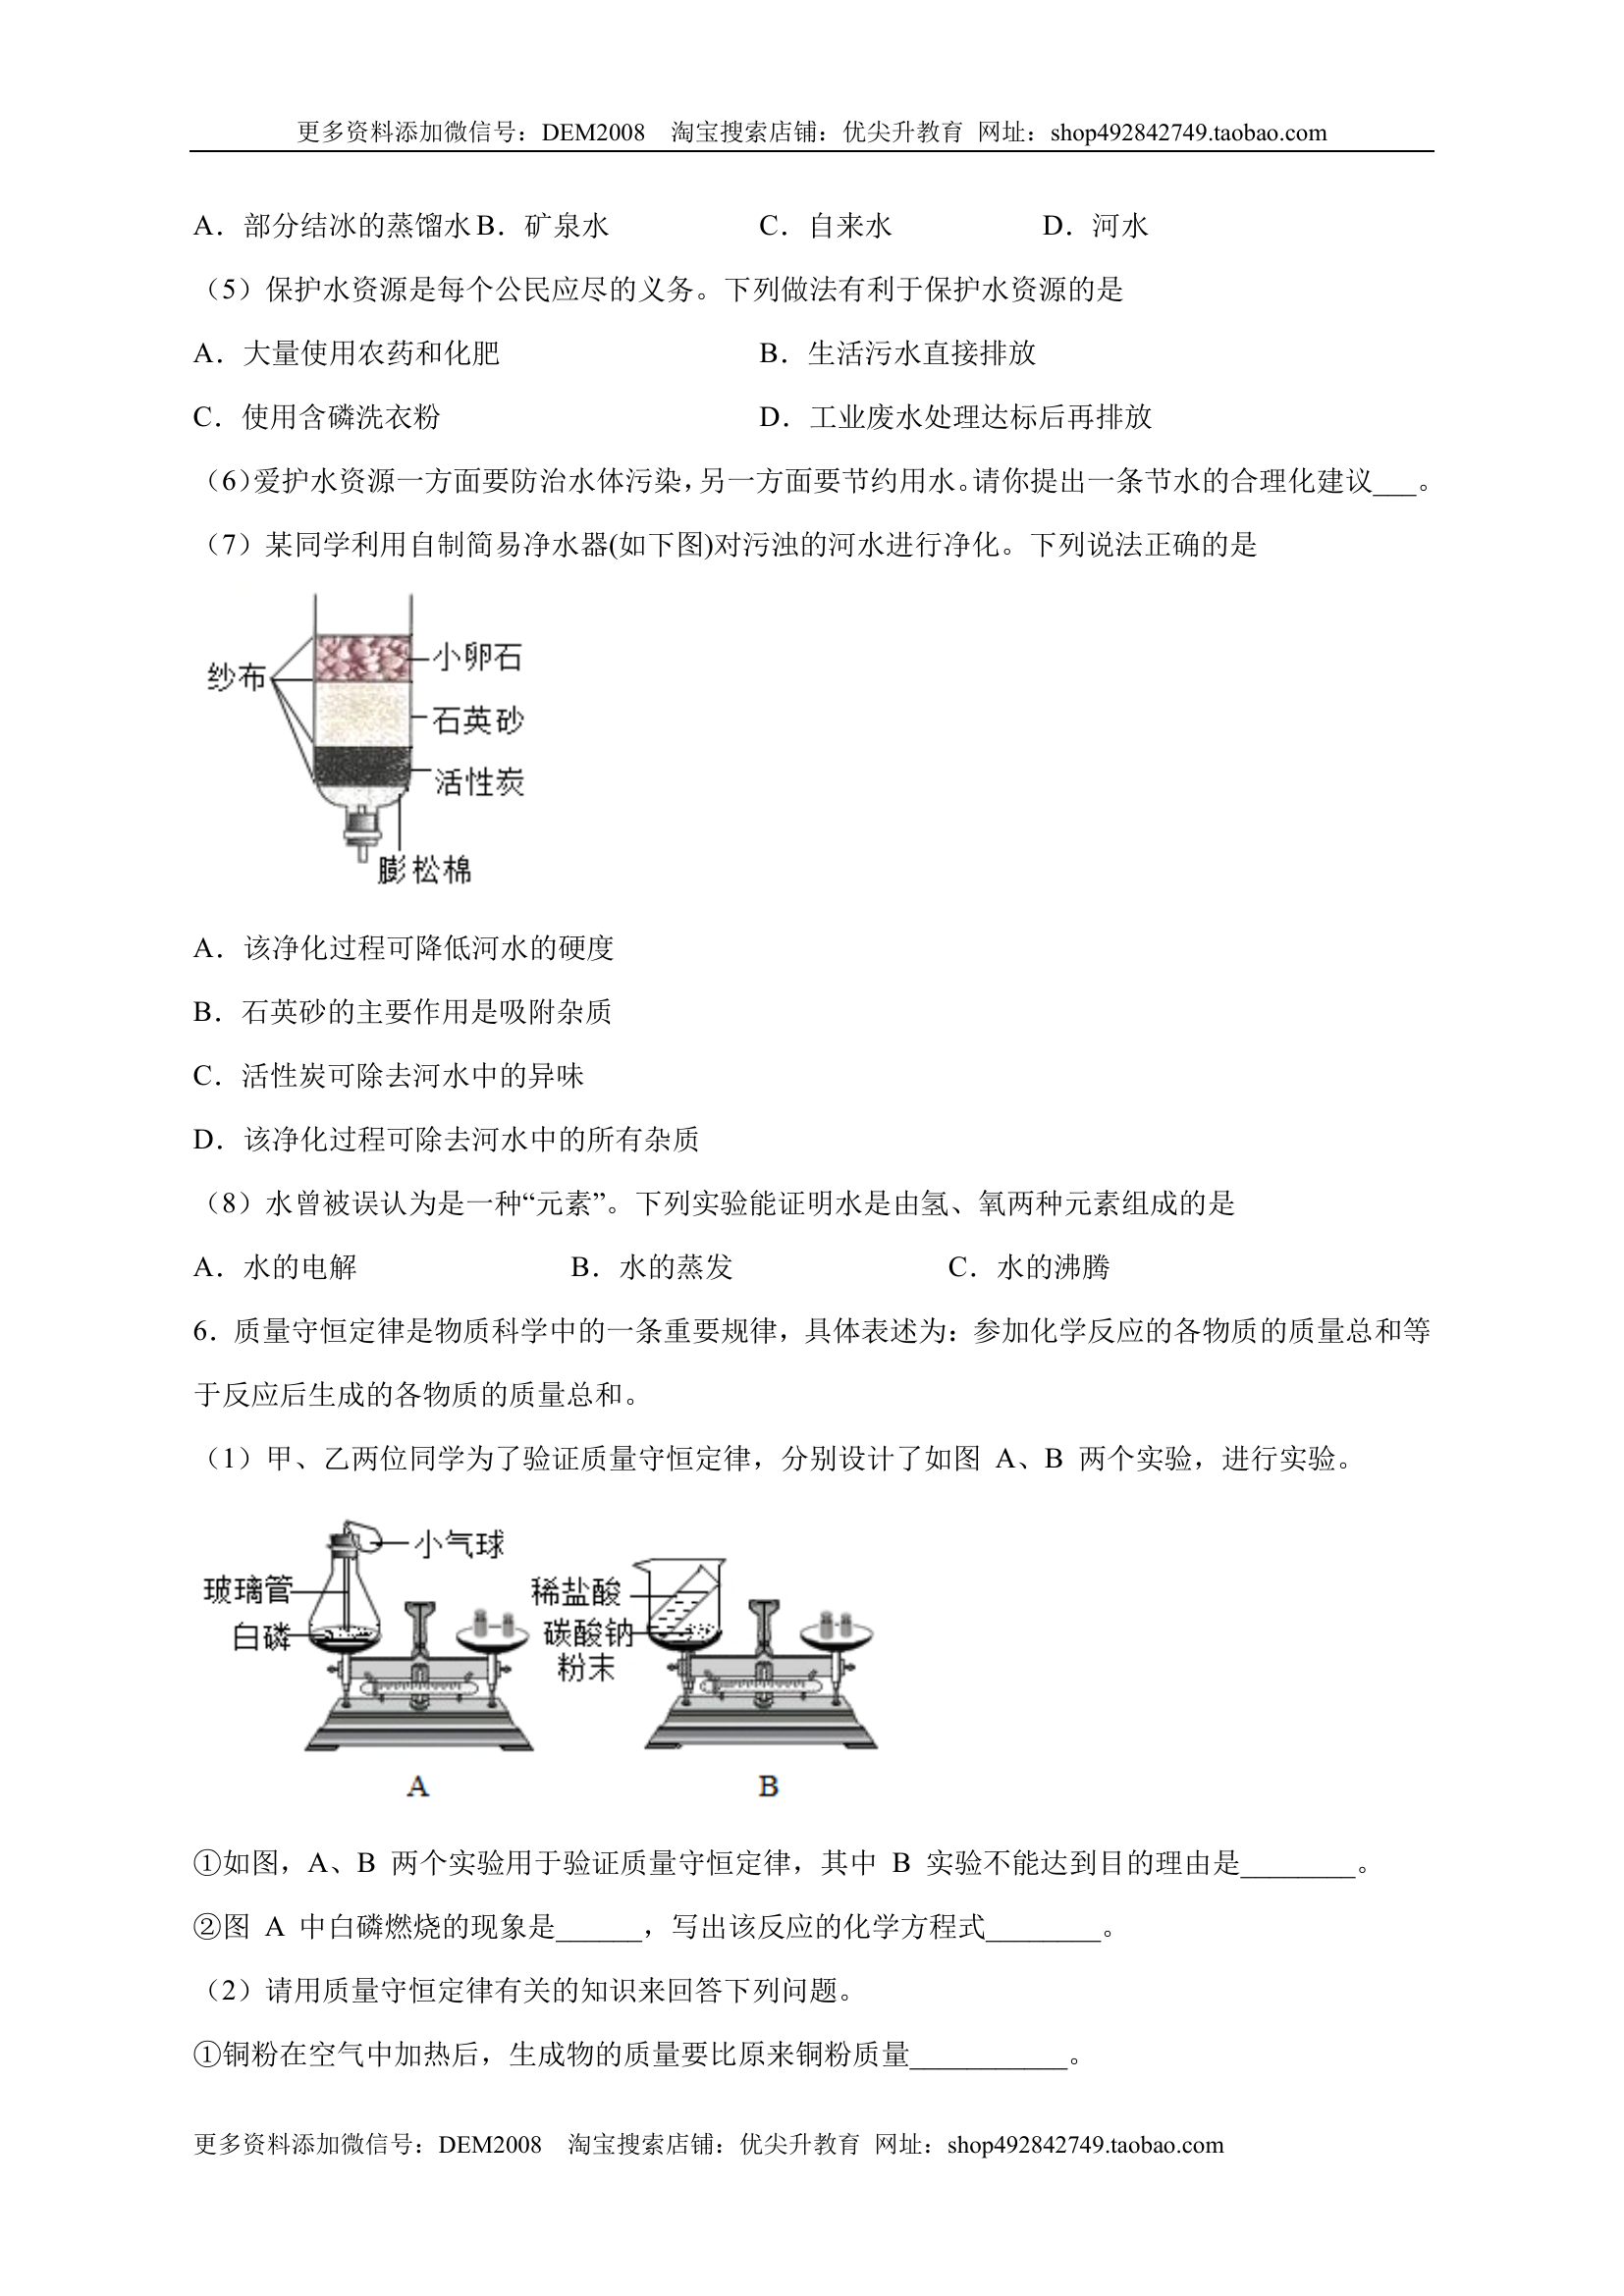 更多资料添加微信号：DEM2008 淘宝搜索店铺：优尖升教育 网址：shop492842749.taobao.com
A．部分结冰的蒸馏水 B．矿泉水 C．自来水 D．河水
（5）保护水资源是每个公民应尽的义务。下列做法有利于保护水资源的是
A．大量使用农药和化肥 B．生活污水直接排放
C．使用含磷洗衣粉 D．工业废水处理达标后再排放
（6）爱护水资源一方面要防治水体污染，另一方面要节约用水。请你提出一条节水的合理化建议___。
（7）某同学利用自制简易净水器(如下图)对污浊的河水进行净化。下列说法正确的是
小卵石
纱布
石英砂
活性炭
膨松棉
A．该净化过程可降低河水的硬度
B．石英砂的主要作用是吸附杂质
C．活性炭可除去河水中的异味
D．该净化过程可除去河水中的所有杂质
（8）水曾被误认为是一种“元素”。下列实验能证明水是由氢、氧两种元素组成的是
A．水的电解 B．水的蒸发 C．水的沸腾
6．质量守恒定律是物质科学中的一条重要规律，具体表述为：参加化学反应的各物质的质量总和等
于反应后生成的各物质的质量总和。
（1）甲、乙两位同学为了验证质量守恒定律，分别设计了如图 A、B 两个实验，进行实验。
小气球
玻璃管
白磷
稀盐酸
碳酸钠
粉末
A
B
①如图，A、B 两个实验用于验证质量守恒定律，其中 B 实验不能达到目的理由是________。
②图 A 中白磷燃烧的现象是______，写出该反应的化学方程式________。
（2）请用质量守恒定律有关的知识来回答下列问题。
①铜粉在空气中加热后，生成物的质量要比原来铜粉质量___________。
更多资料添加微信号：DEM2008 淘宝搜索店铺：优尖升教育 网址：shop492842749.taobao.com